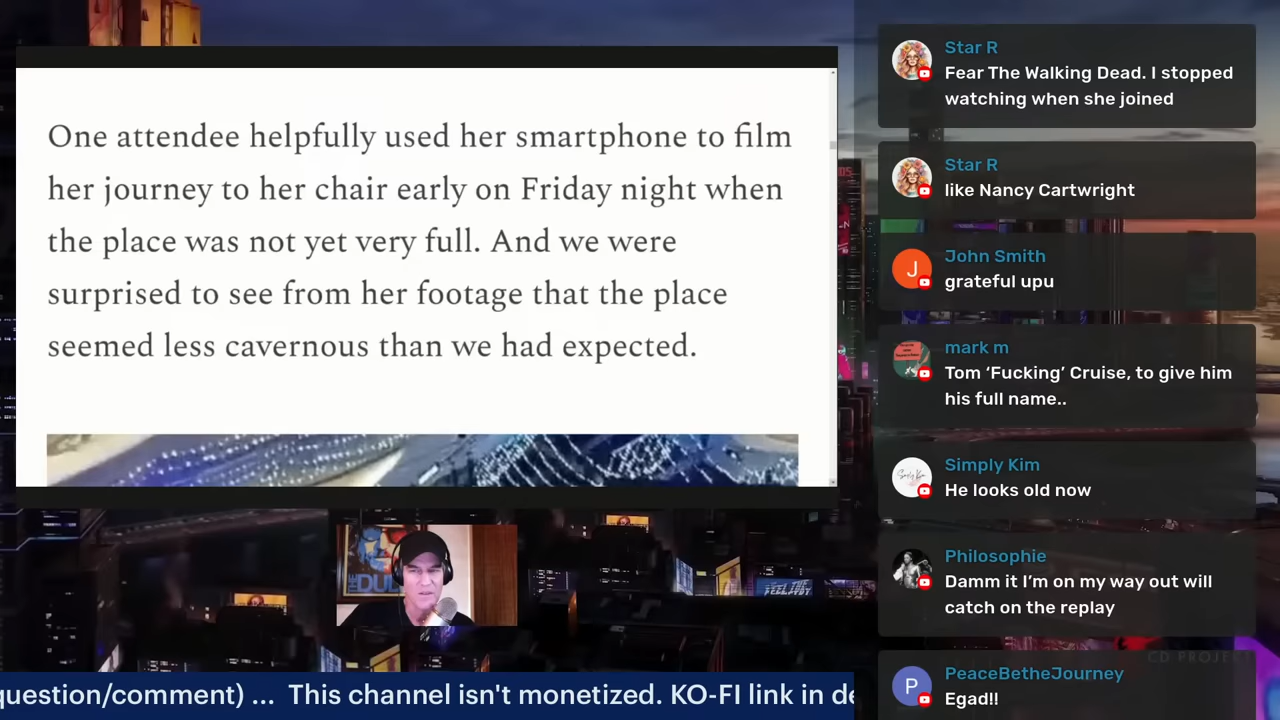 One attendee helpfully used her smartphone to film
her journey to her chair early on Friday night when
the place was not yet very full. And we were
surprised to see from her footage that the place
seemed less cavernous than we had expected.
question/comment) ... This channel isn't monetized. KO-FI link in de
Star R
Fear The Walking Dead. I stopped
watching when she joined
Star R
like Nancy Cartwright
J
John Smith
grateful upu
mark m
Tom ‘Fucking’ Cruise, to give him
his full name..
Simply Kim
He looks old now
Philosophie
Damm it I’m on my way out will
catch on the replay
CD PROJEKT
P
PeaceBetheJourney
Egad!!